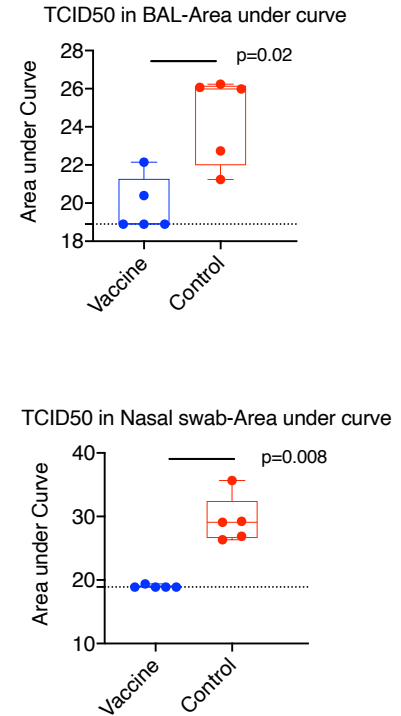 TCID50 in BAL-Area under curve
p=0.02
Area under Curve
28
26
24
22
20
18
Vaccine
Control
TCID50 in Nasal swab-Area under curve
p=0.008
Area under Curve
40
30
20
10
Vaccine
Control